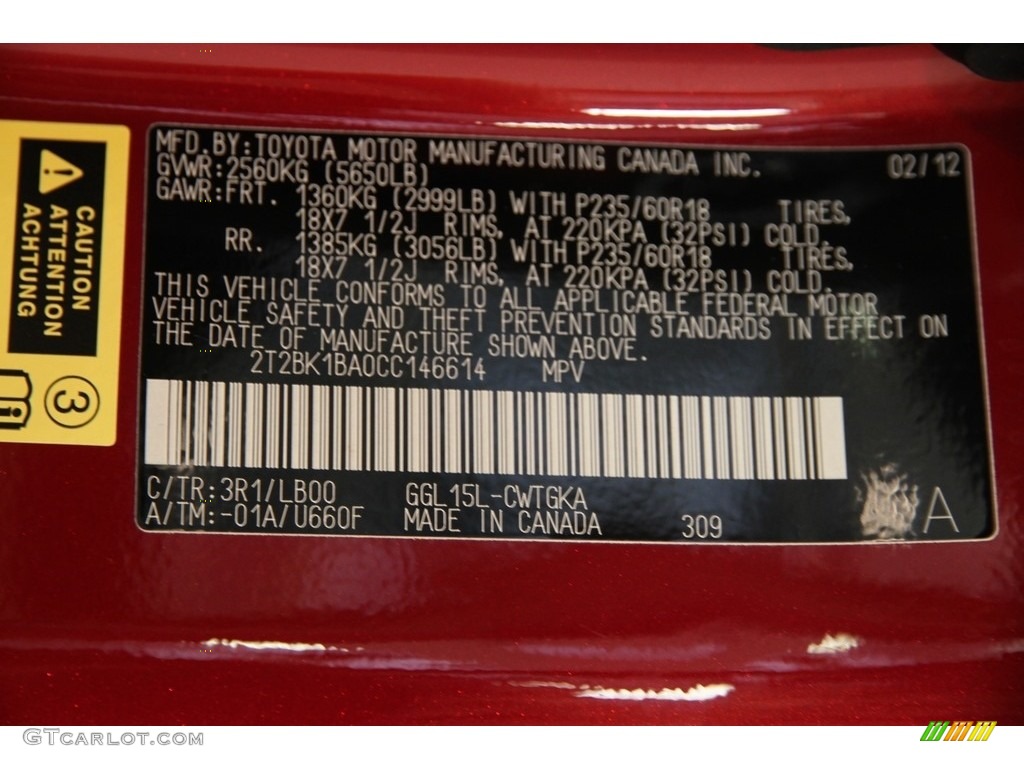 MFD.BY:TOYOTA MOTOR MANUFACTURING CANADA INC. 02/12
GVWR:2560KG (5650LB)
GAWR:FRT. 1360KG (2999LB) WITH P235/60R18 TIRES,
18X7 1/2J RIMS, AT 220KPA (32PSI) COLD.
RR. 1385KG (3056LB) WITH P235/60R18 TIRES,
18X7 1/2J RIMS, AT 220KPA (32PSI) COLD.
THIS VEHICLE CONFORMS TO ALL APPLICABLE FEDERAL MOTOR
VEHICLE SAFETY AND THEFT PREVENTION STANDARDS IN EFFECT ON
THE DATE OF MANUFACTURE SHOWN ABOVE.
2T2BK1BA0CC146614 MPV
C/TR:3R1/LB00 GGL15L-CWTGKA
A/TM:-01A/U660F MADE IN CANADA 309 A
CAUTION
ATTENTION
ACHTUNG
3
GTCARLOT.COM